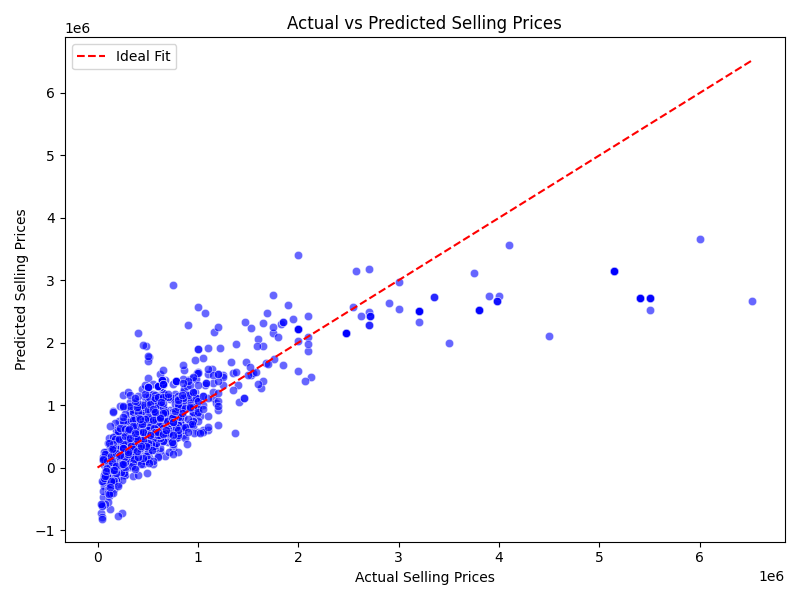 Actual vs Predicted Selling Prices
1e6
Ideal Fit
6
5
4
3
2
1
0
−1
Predicted Selling Prices
0 1 2 3 4 5 6
1e6
Actual Selling Prices